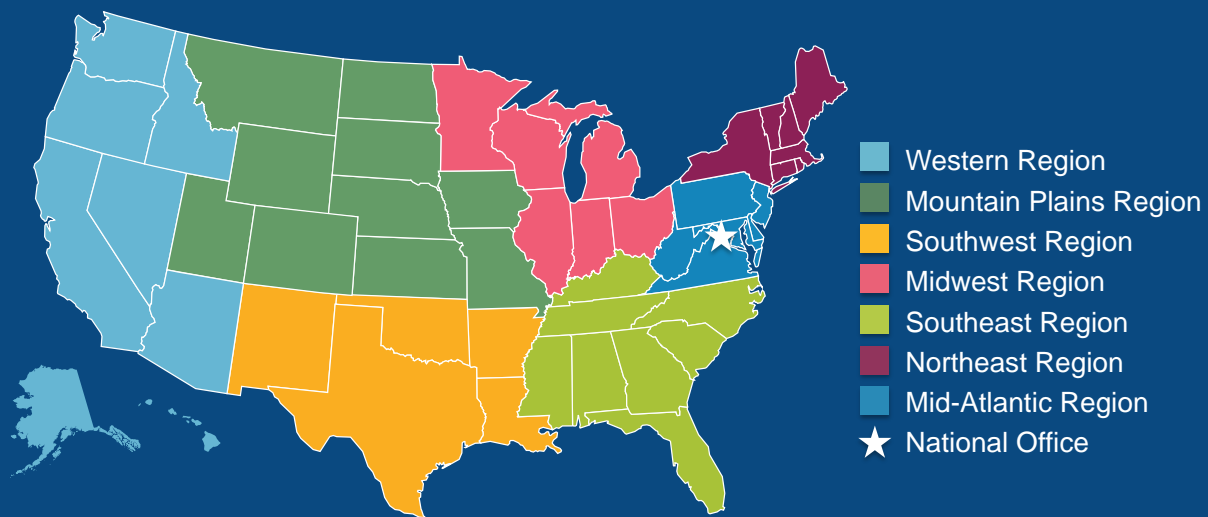 Western Region
Mountain Plains Region
Southwest Region
Midwest Region
Southeast Region
Northeast Region
Mid-Atlantic Region
National Office